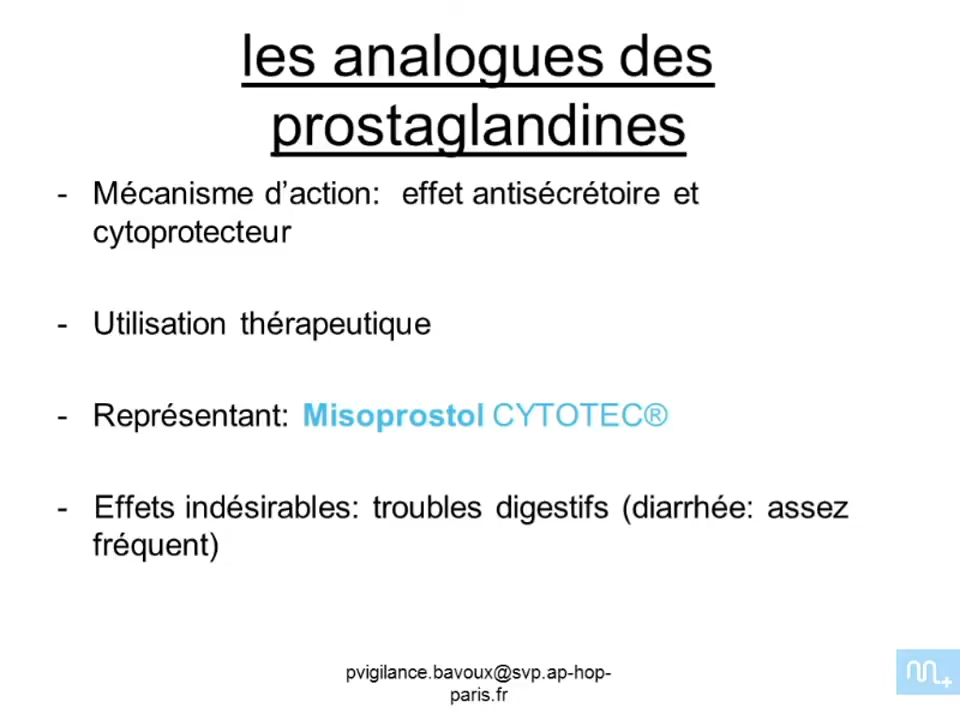 les analogues des
prostaglandines
- Mécanisme d’action: effet antisécrétoire et
cytoprotecteur
- Utilisation thérapeutique
- Représentant: Misoprostol CYTOTEC®
- Effets indésirables: troubles digestifs (diarrhée: assez
fréquent)
pvigilance.bavoux@svp.ap-hop-
paris.fr